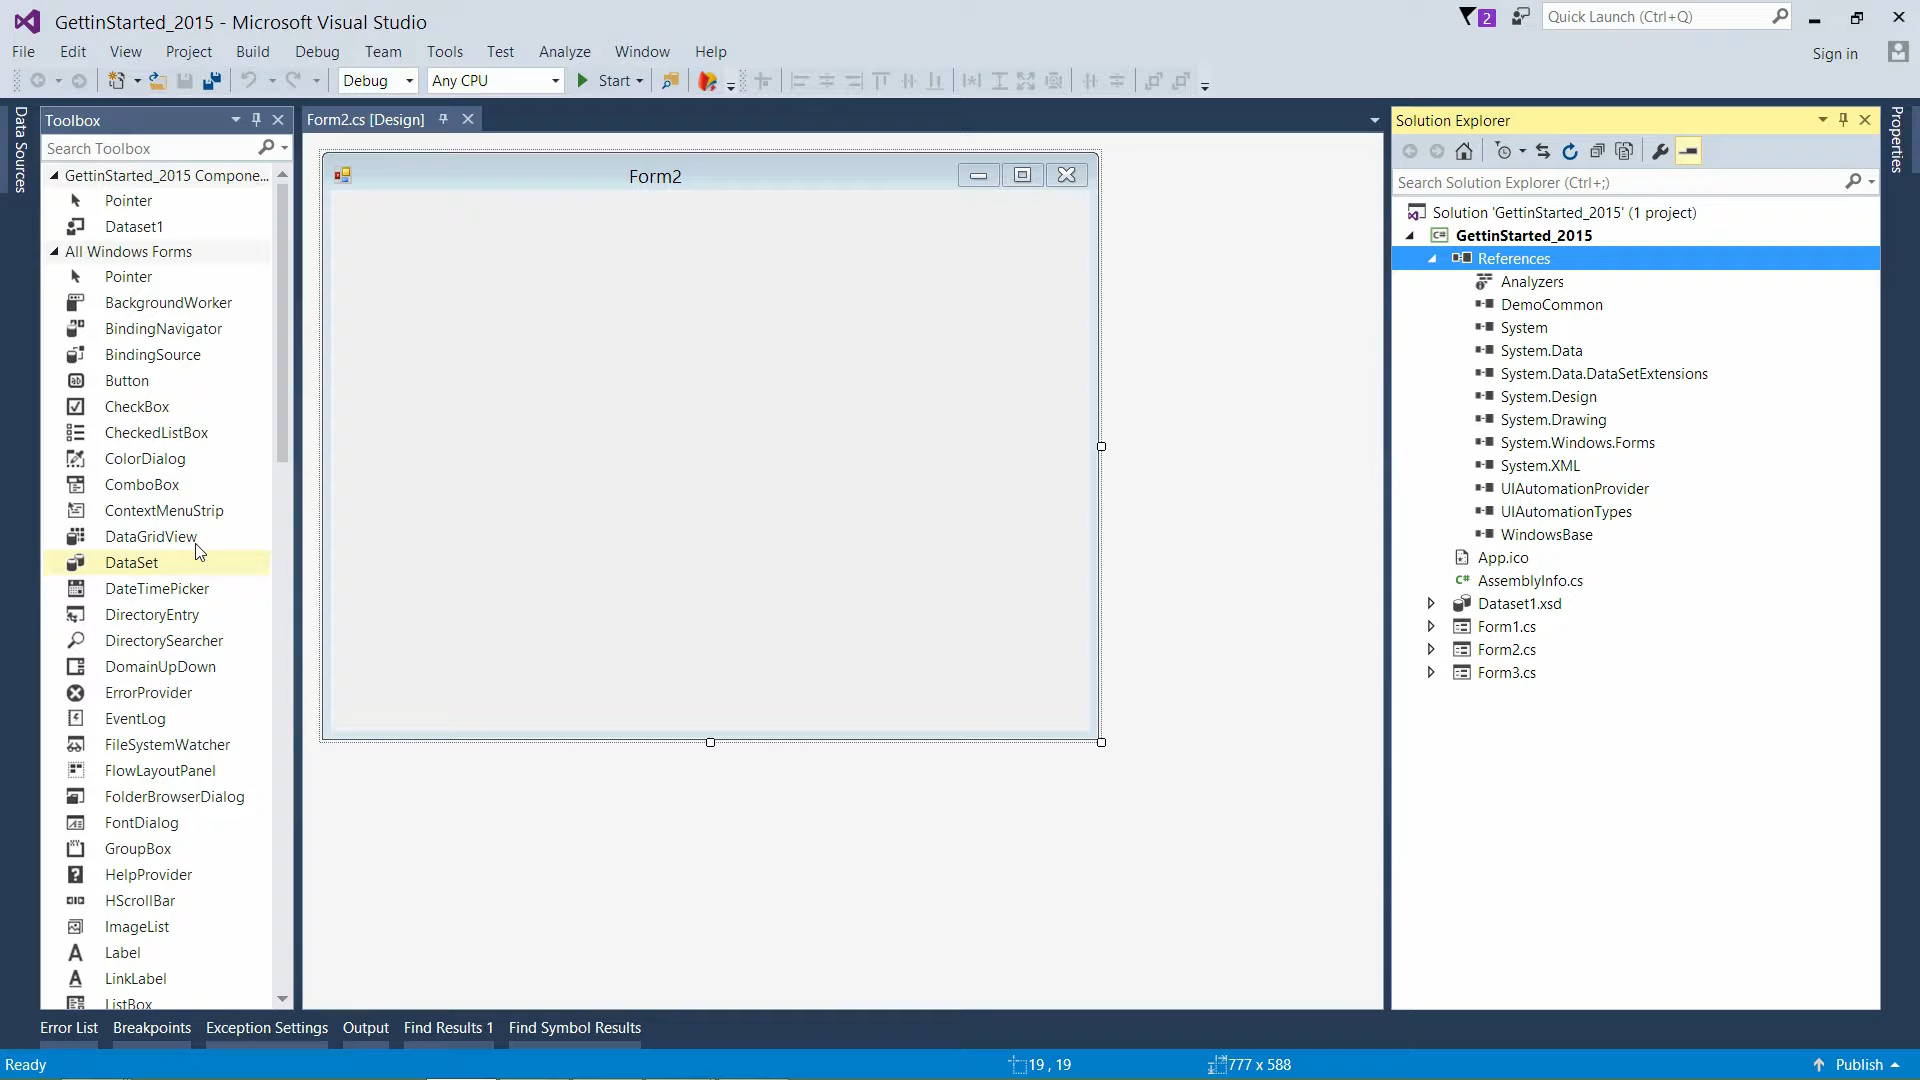 GettinStarted_2015 - Microsoft Visual Studio
2
Quick Launch (Ctrl+Q)
File Edit View Project Build Debug Team Tools Test Analyze Window Help
Sign in
Debug
Any CPU
Start
Data Sources
Toolbox
Search Toolbox
GettinStarted_2015 Compone...
Pointer
Dataset1
All Windows Forms
Pointer
BackgroundWorker
BindingNavigator
BindingSource
Button
CheckBox
CheckedListBox
ColorDialog
ComboBox
ContextMenuStrip
DataGridView
DataSet
DateTimePicker
DirectoryEntry
DirectorySearcher
DomainUpDown
ErrorProvider
EventLog
FileSystemWatcher
FlowLayoutPanel
FolderBrowserDialog
FontDialog
GroupBox
HelpProvider
HScrollBar
ImageList
Label
LinkLabel
ListBox
Form2.cs [Design]
Form2
Solution Explorer
Search Solution Explorer (Ctrl+;)
Solution 'GettinStarted_2015' (1 project)
GettinStarted_2015
References
Analyzers
DemoCommon
System
System.Data
System.Data.DataSetExtensions
System.Design
System.Drawing
System.Windows.Forms
System.XML
UIAutomationProvider
UIAutomationTypes
WindowsBase
App.ico
AssemblyInfo.cs
Dataset1.xsd
Form1.cs
Form2.cs
Form3.cs
Properties
Error List Breakpoints Exception Settings Output Find Results 1 Find Symbol Results
Ready
19 , 19
777 x 588
Publish